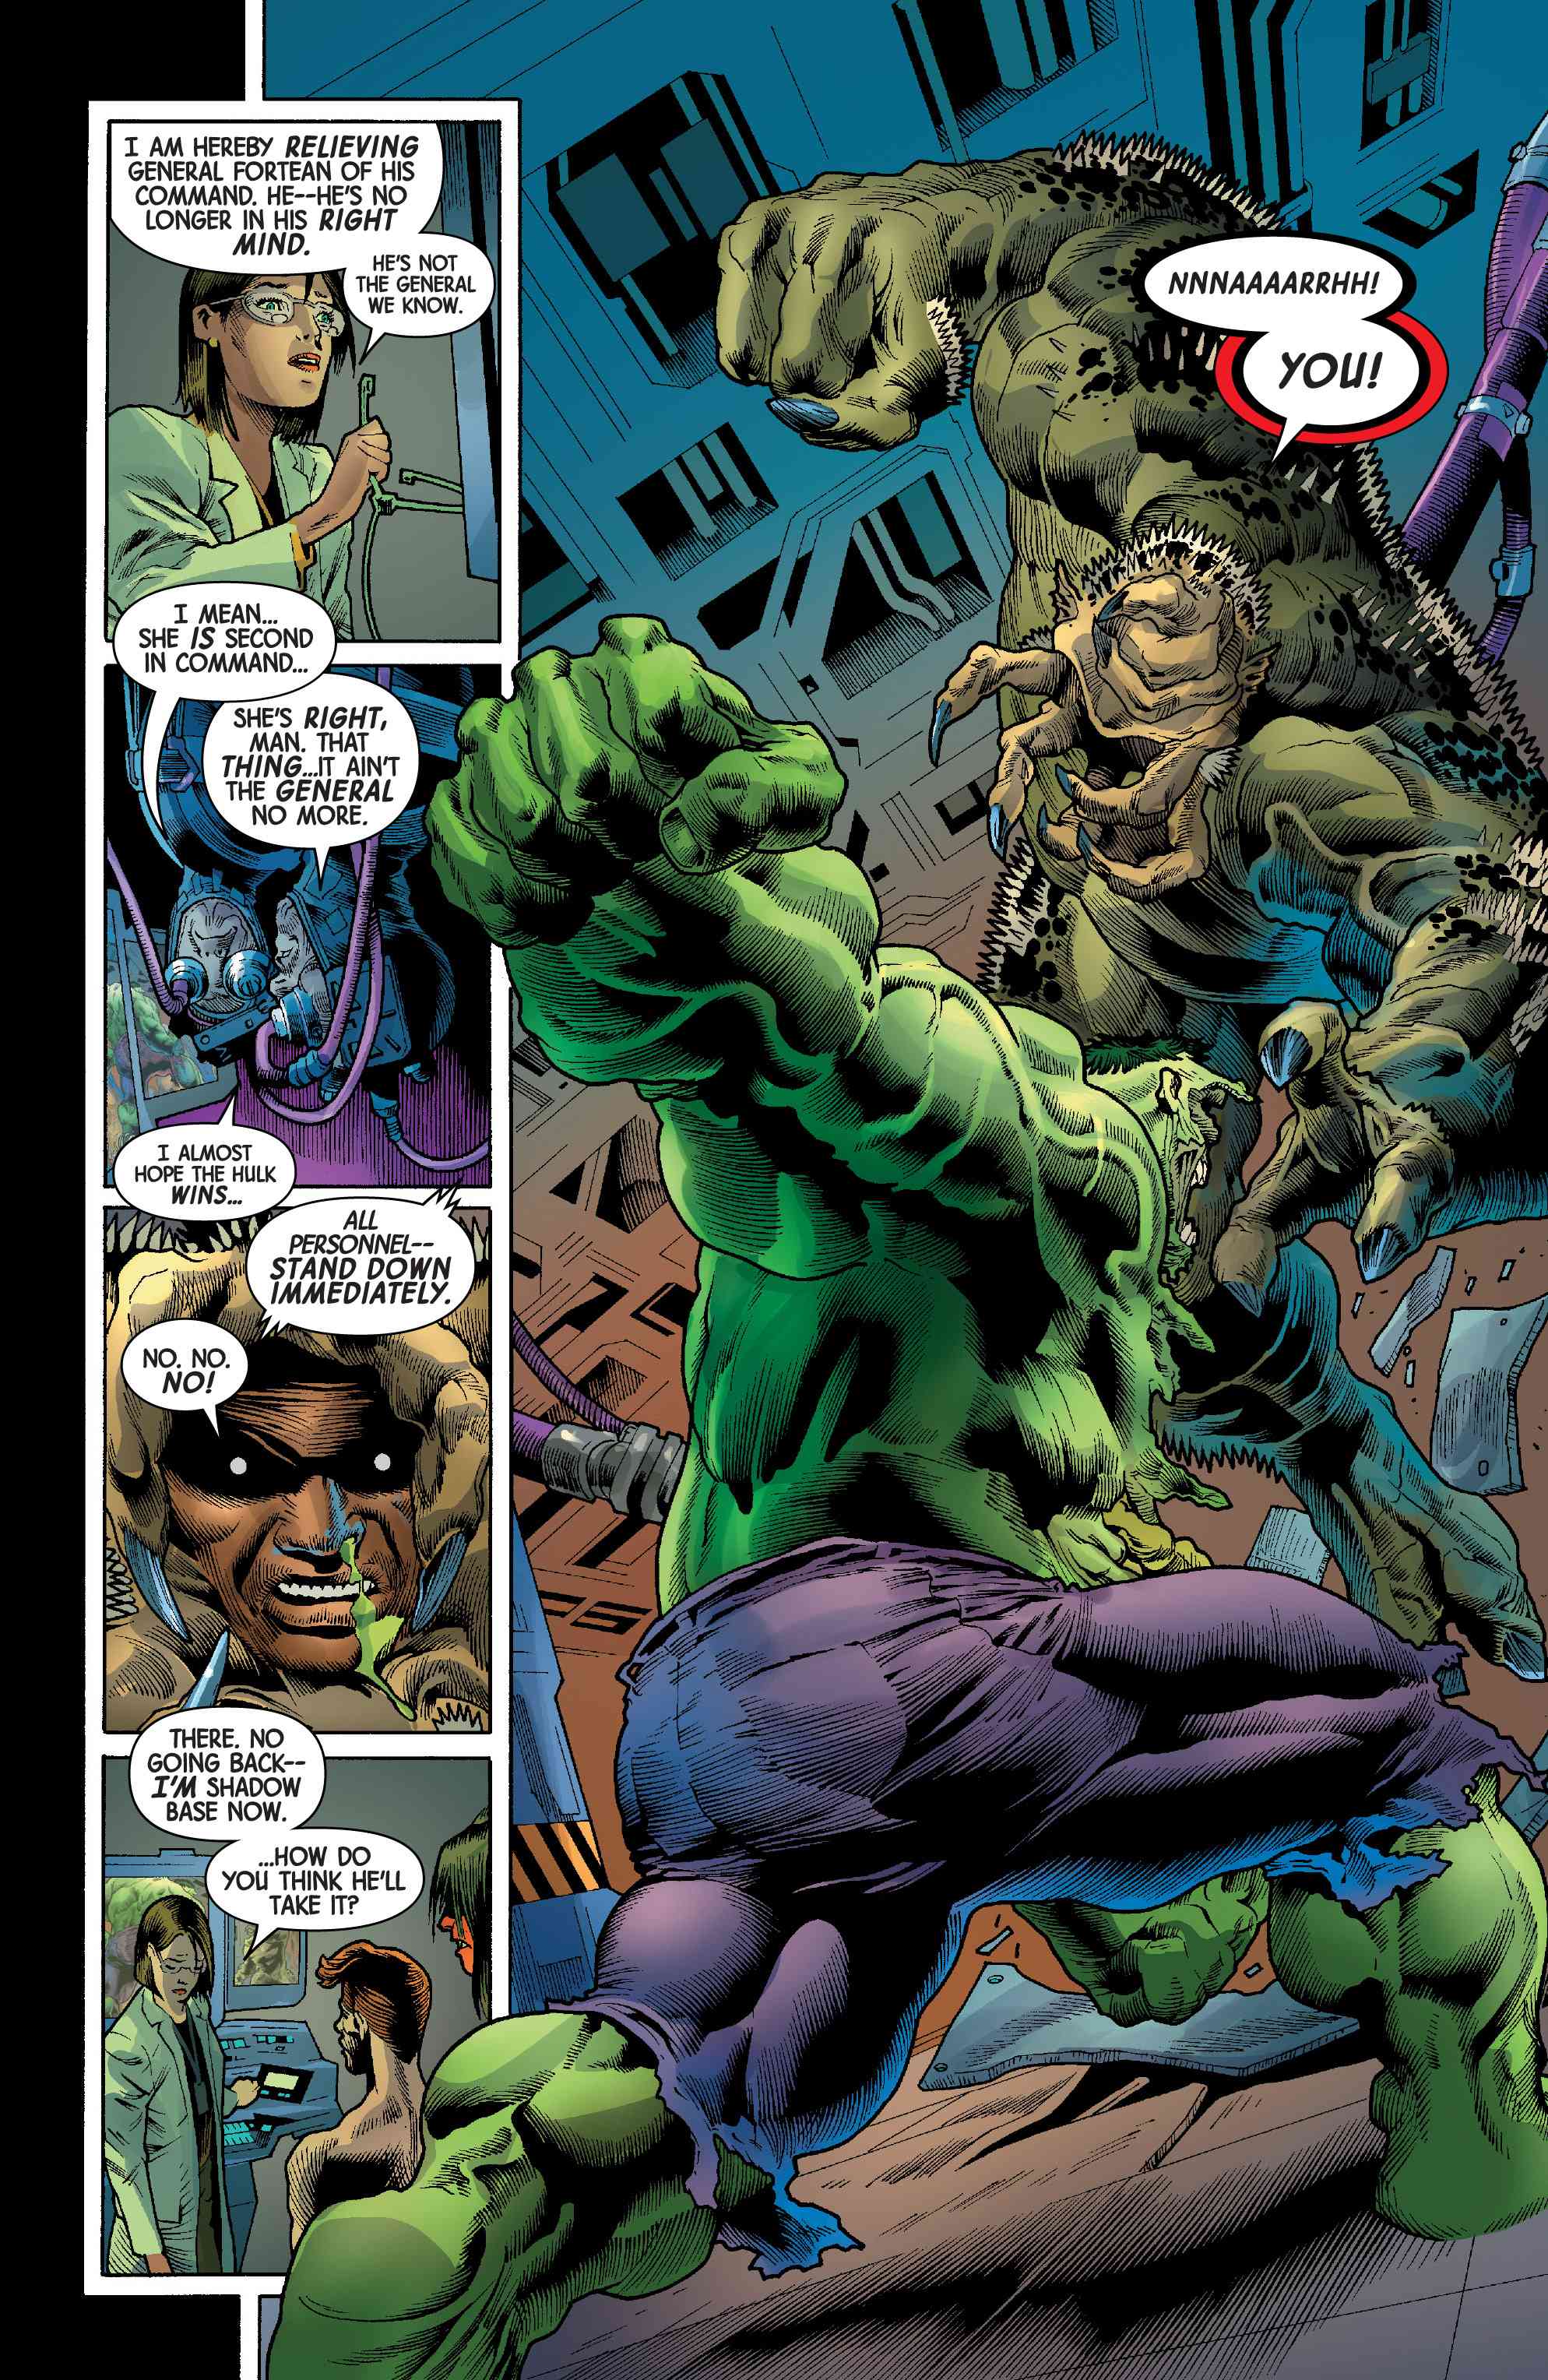 I AM HEREBY RELIEVING
GENERAL FORTEAN OF HIS
COMMAND. HE--HE'S NO
LONGER IN HIS RIGHT
MIND.
HE'S NOT
THE GENERAL
WE KNOW.
I MEAN...
SHE IS SECOND
IN COMMAND...
SHE'S RIGHT,
MAN. THAT
THING...IT AIN'T
THE GENERAL
NO MORE.
I ALMOST
HOPE THE HULK
WINS...
ALL
PERSONNEL--
STAND DOWN
IMMEDIATELY.
NO. NO.
NO!
THERE. NO
GOING BACK--
I'M SHADOW
BASE NOW.
...HOW DO
YOU THINK HE'LL
TAKE IT?
NNNAAAARRHH!
YOU!